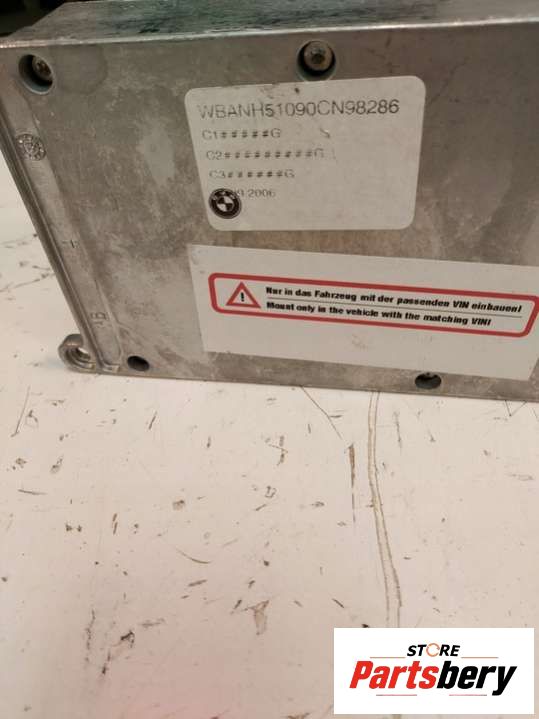 WBANH51090CN98286
C1#####G
C2#########G
C3######G
09.2006
Nur in das Fahrzeug mit der passenden VIN einbauen!
Mount only in the vehicle with the matching VIN!
STORE
Partsbery